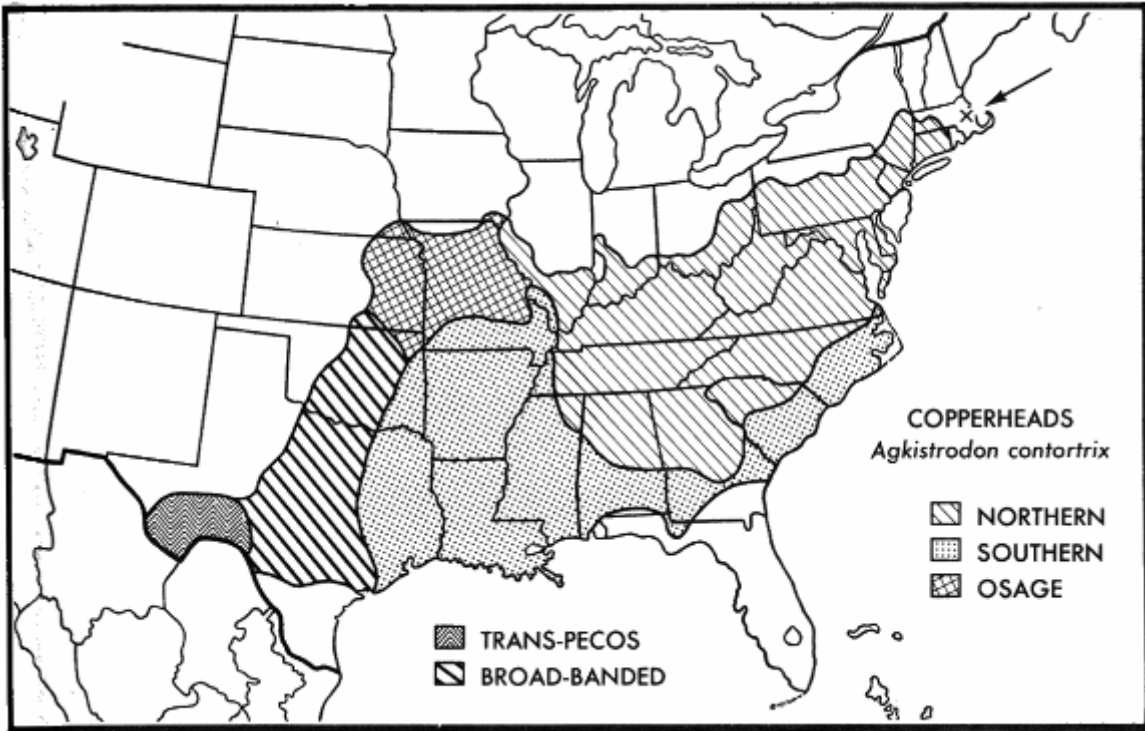 COPPERHEADS
Agkistrodon contortrix
NORTHERN
SOUTHERN
OSAGE
TRANS-PECOS
BROAD-BANDED